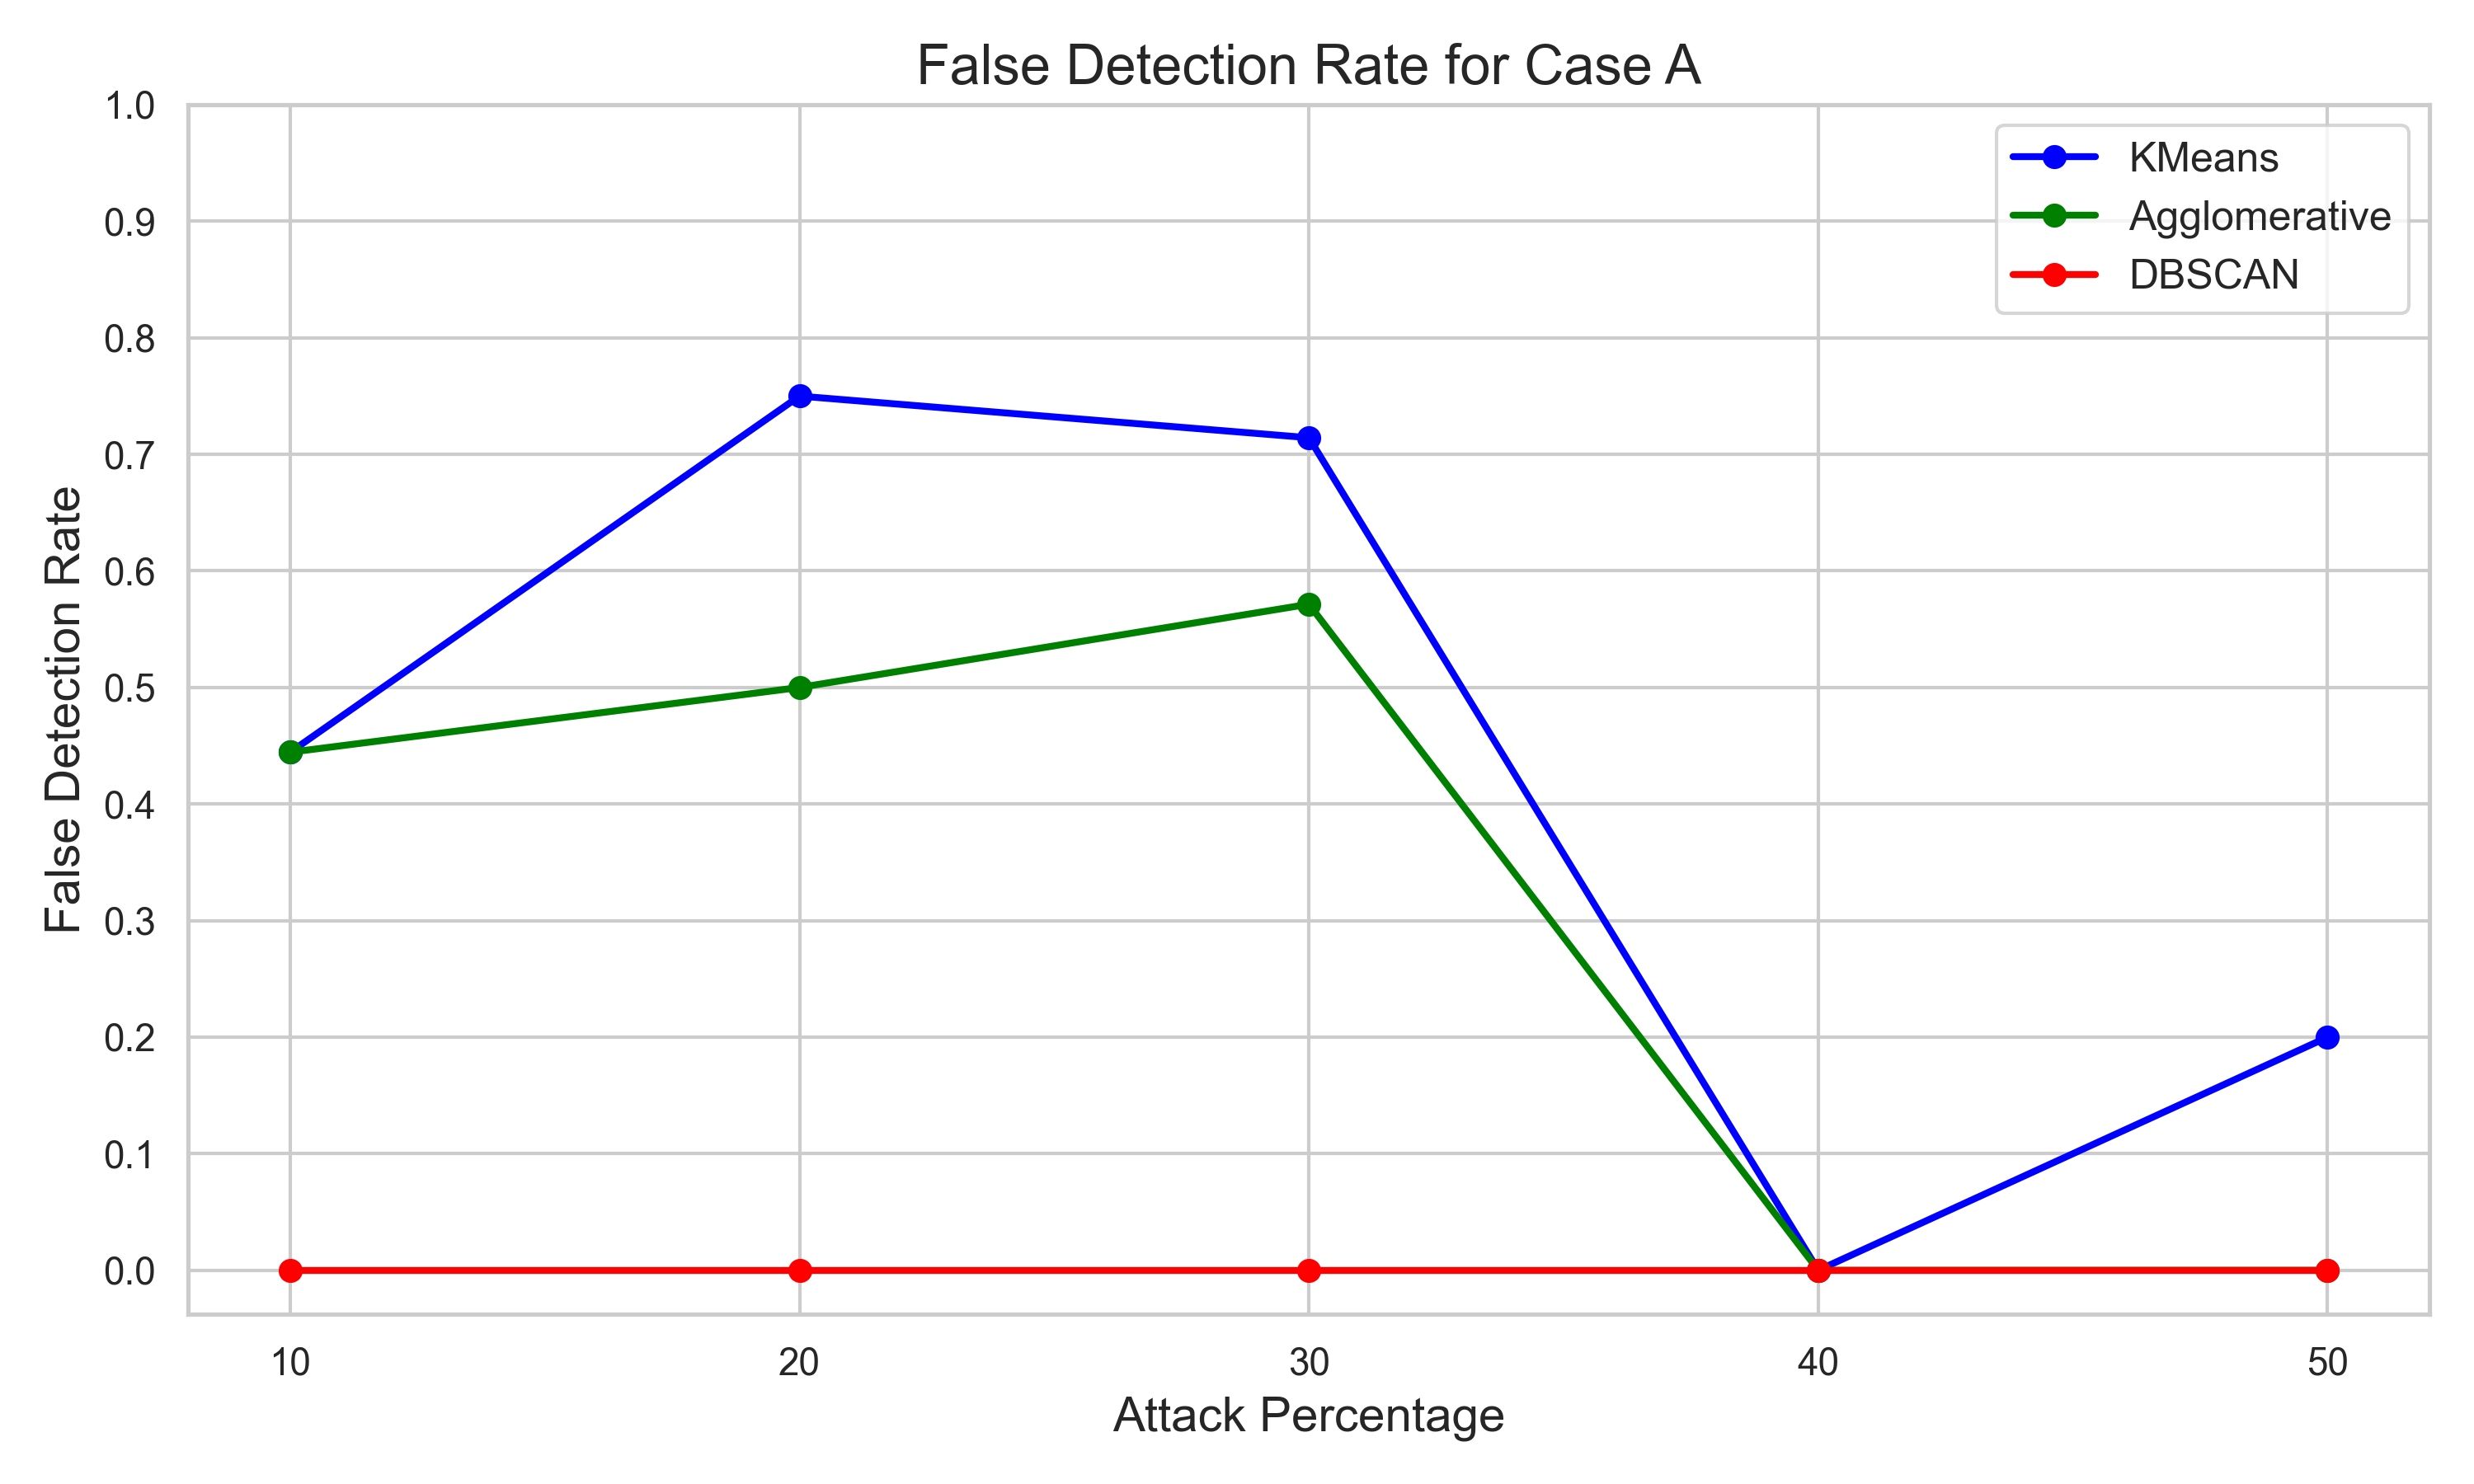 False Detection Rate for Case A
1.0
0.9
0.8
0.7
0.6
0.5
0.4
0.3
0.2
0.1
0.0
False Detection Rate
KMeans
Agglomerative
DBSCAN
10 20 30 40 50
Attack Percentage